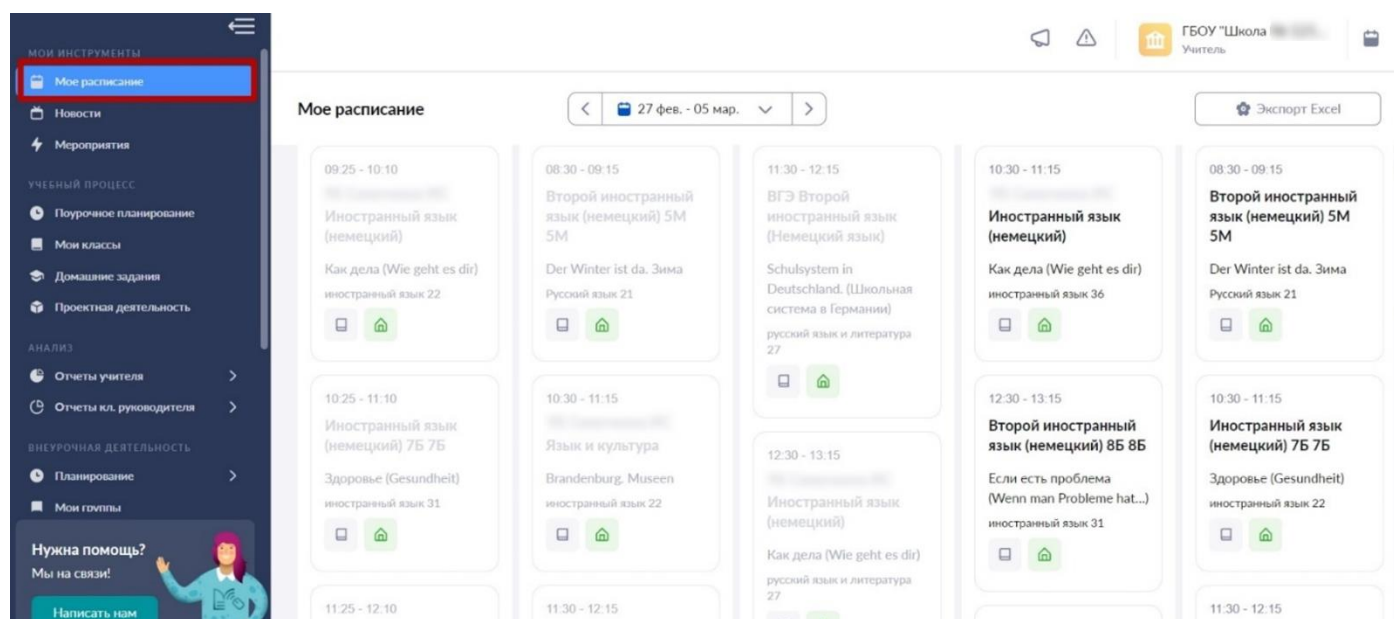 МОИ ИНСТРУМЕНТЫ
Мое расписание
Новости
Мероприятия
УЧЕБНЫЙ ПРОЦЕСС
Поурочное планирование
Мои классы
Домашние задания
Проектная деятельность
АНАЛИЗ
Отчеты учителя
Отчеты кл. руководителя
ВНЕУРОЧНАЯ ДЕЯТЕЛЬНОСТЬ
Планирование
Мои группы
Нужна помощь?
Мы на связи!
Написать нам
ГБОУ "Школа
Учитель
Мое расписание
27 фев. - 05 мар.
Экспорт Excel
09:25 - 10:10
Иностранный язык
(немецкий)
Как дела (Wie geht es dir)
иностранный язык 22
10:25 - 11:10
Иностранный язык
(немецкий) 7Б 7Б
Здоровье (Gesundheit)
иностранный язык 31
11:25 - 12:10
08:30 - 09:15
Второй иностранный
язык (немецкий) 5М
5М
Der Winter ist da. Зима
Русский язык 21
10:30 - 11:15
Язык и культура
Brandenburg. Museen
иностранный язык 22
11:30 - 12:15
11:30 - 12:15
ВГЭ Второй
иностранный язык
(Немецкий язык)
Schulsystem in
Deutschland. (Школьная
система в Германии)
русский язык и литература
27
12:30 - 13:15
Иностранный язык
(немецкий)
Как дела (Wie geht es dir)
русский язык и литература
27
10:30 - 11:15
Иностранный язык
(немецкий)
Как дела (Wie geht es dir)
иностранный язык 36
12:30 - 13:15
Второй иностранный
язык (немецкий) 8Б 8Б
Если есть проблема
(Wenn man Probleme hat...)
иностранный язык 31
08:30 - 09:15
Второй иностранный
язык (немецкий) 5М
5М
Der Winter ist da. Зима
Русский язык 21
10:30 - 11:15
Иностранный язык
(немецкий) 7Б 7Б
Здоровье (Gesundheit)
иностранный язык 22
11:30 - 12:15